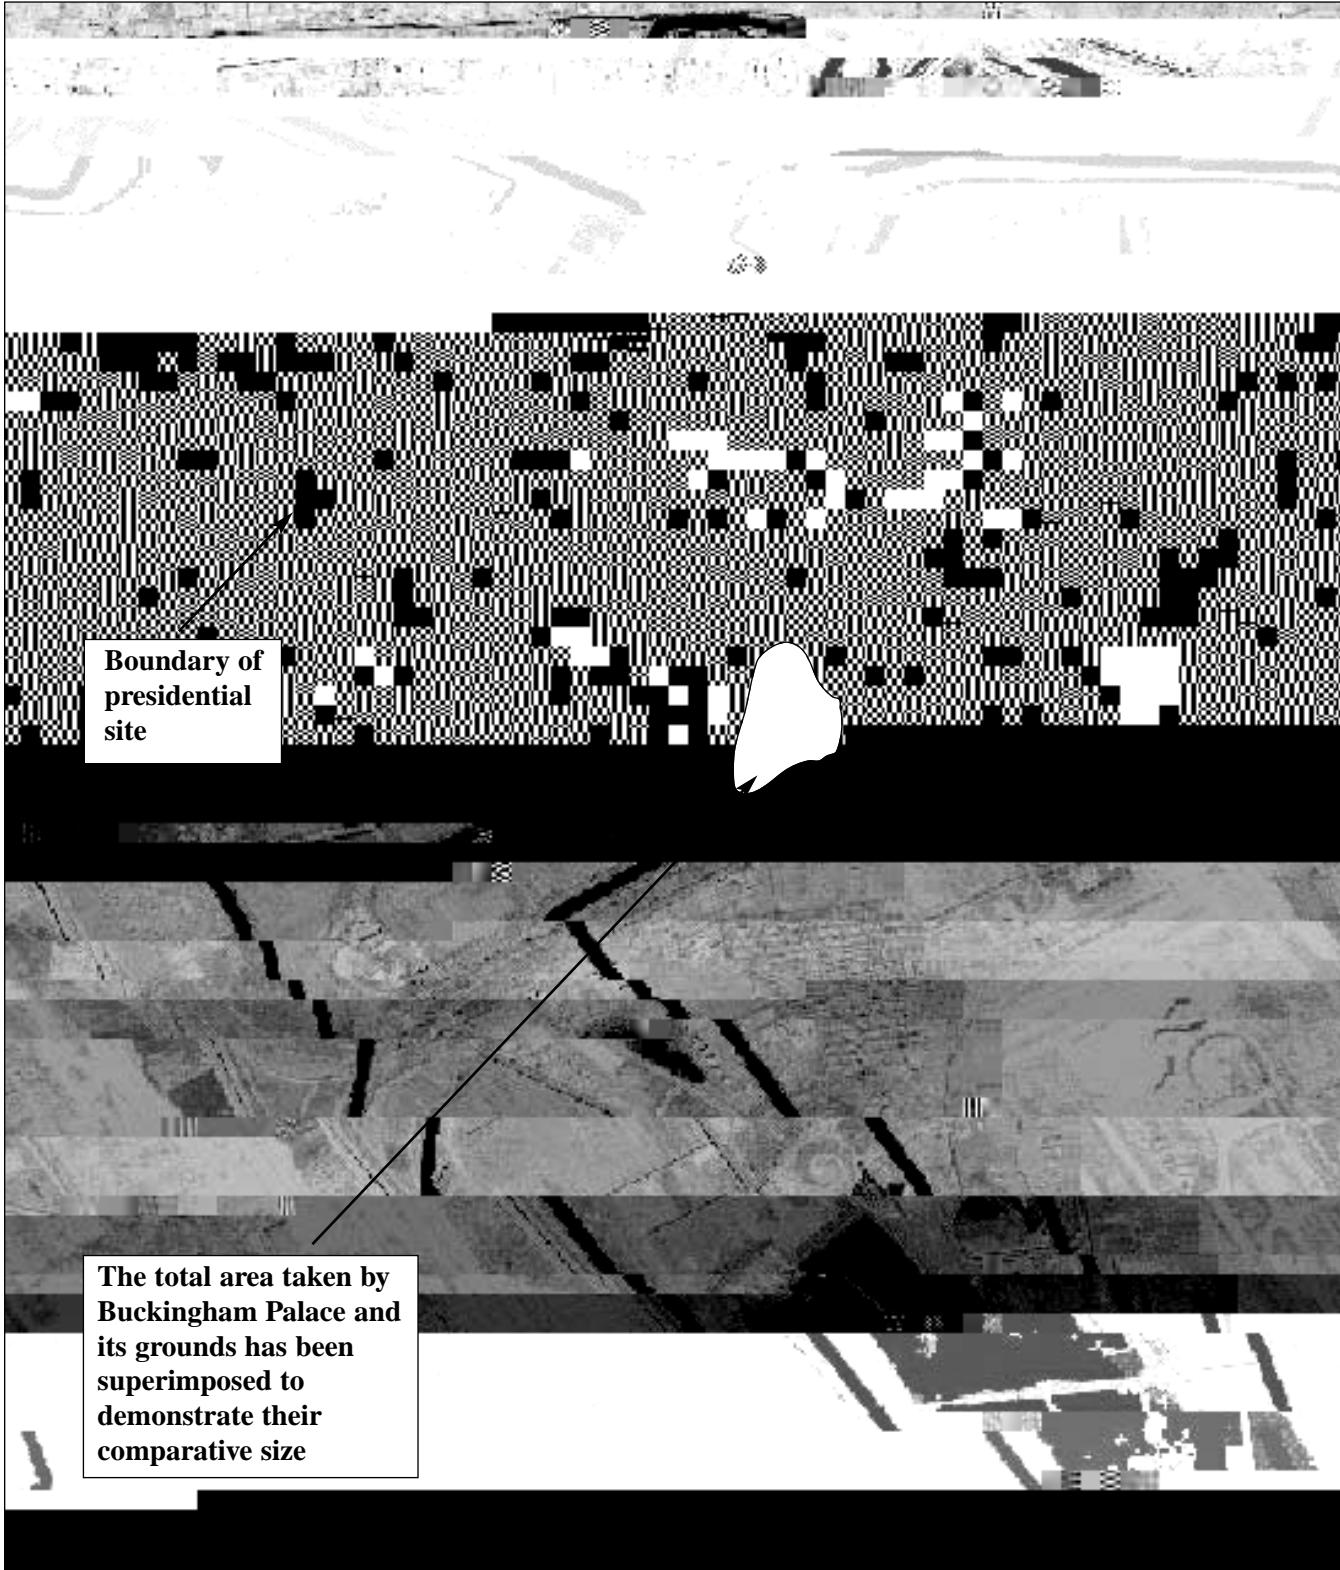 Boundary of
presidential
site
The total area taken by
Buckingham Palace and
its grounds has been
superimposed to
demonstrate their
comparative size